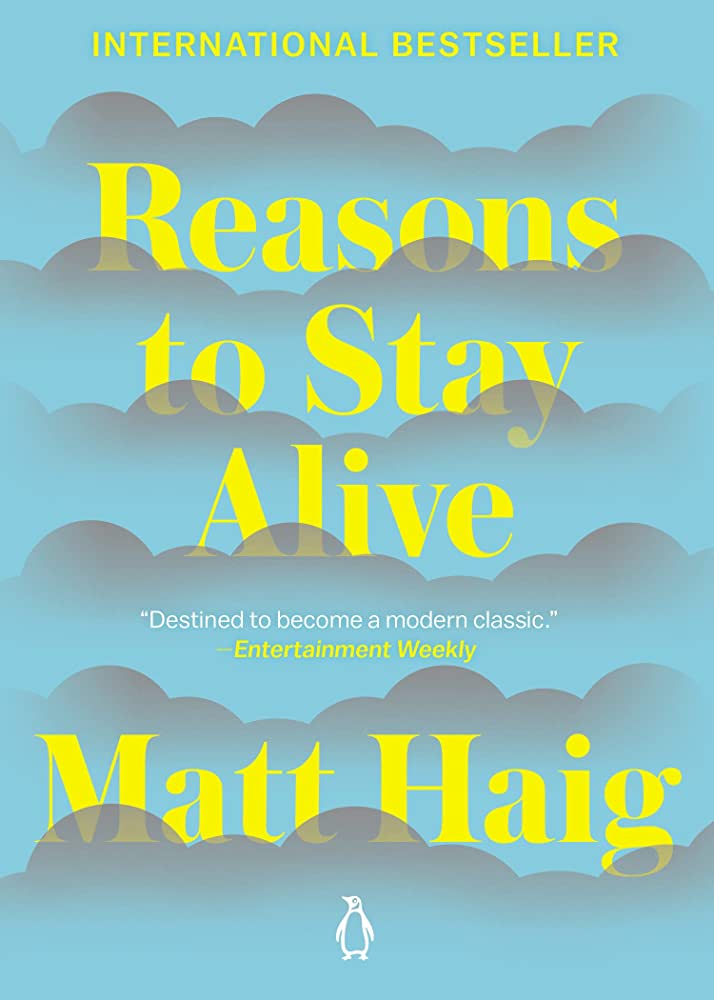 INTERNATIONAL BESTSELLER
Reasons
to Stay
Alive
“Destined to become a modern classic.”
—Entertainment Weekly
Matt Haig